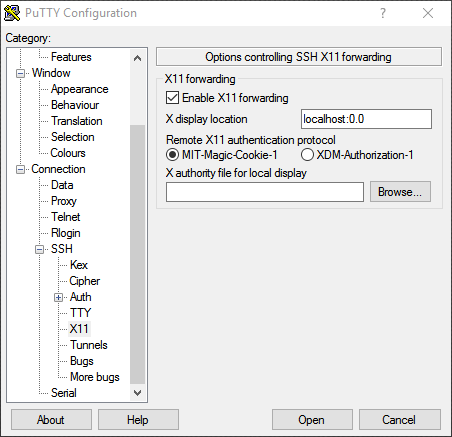 PuTTY Configuration
?
Category:
Features
Window
Appearance
Behaviour
Translation
Selection
Colours
Connection
Data
Proxy
Telnet
Rlogin
SSH
Kex
Cipher
Auth
TTY
X11
Tunnels
Bugs
More bugs
Serial
Options controlling SSH X11 forwarding
X11 forwarding
Enable X11 forwarding
X display location localhost:0.0
Remote X11 authentication protocol
MIT-Magic-Cookie-1 XDM-Authorization-1
X authority file for local display
Browse...
About Help Open Cancel